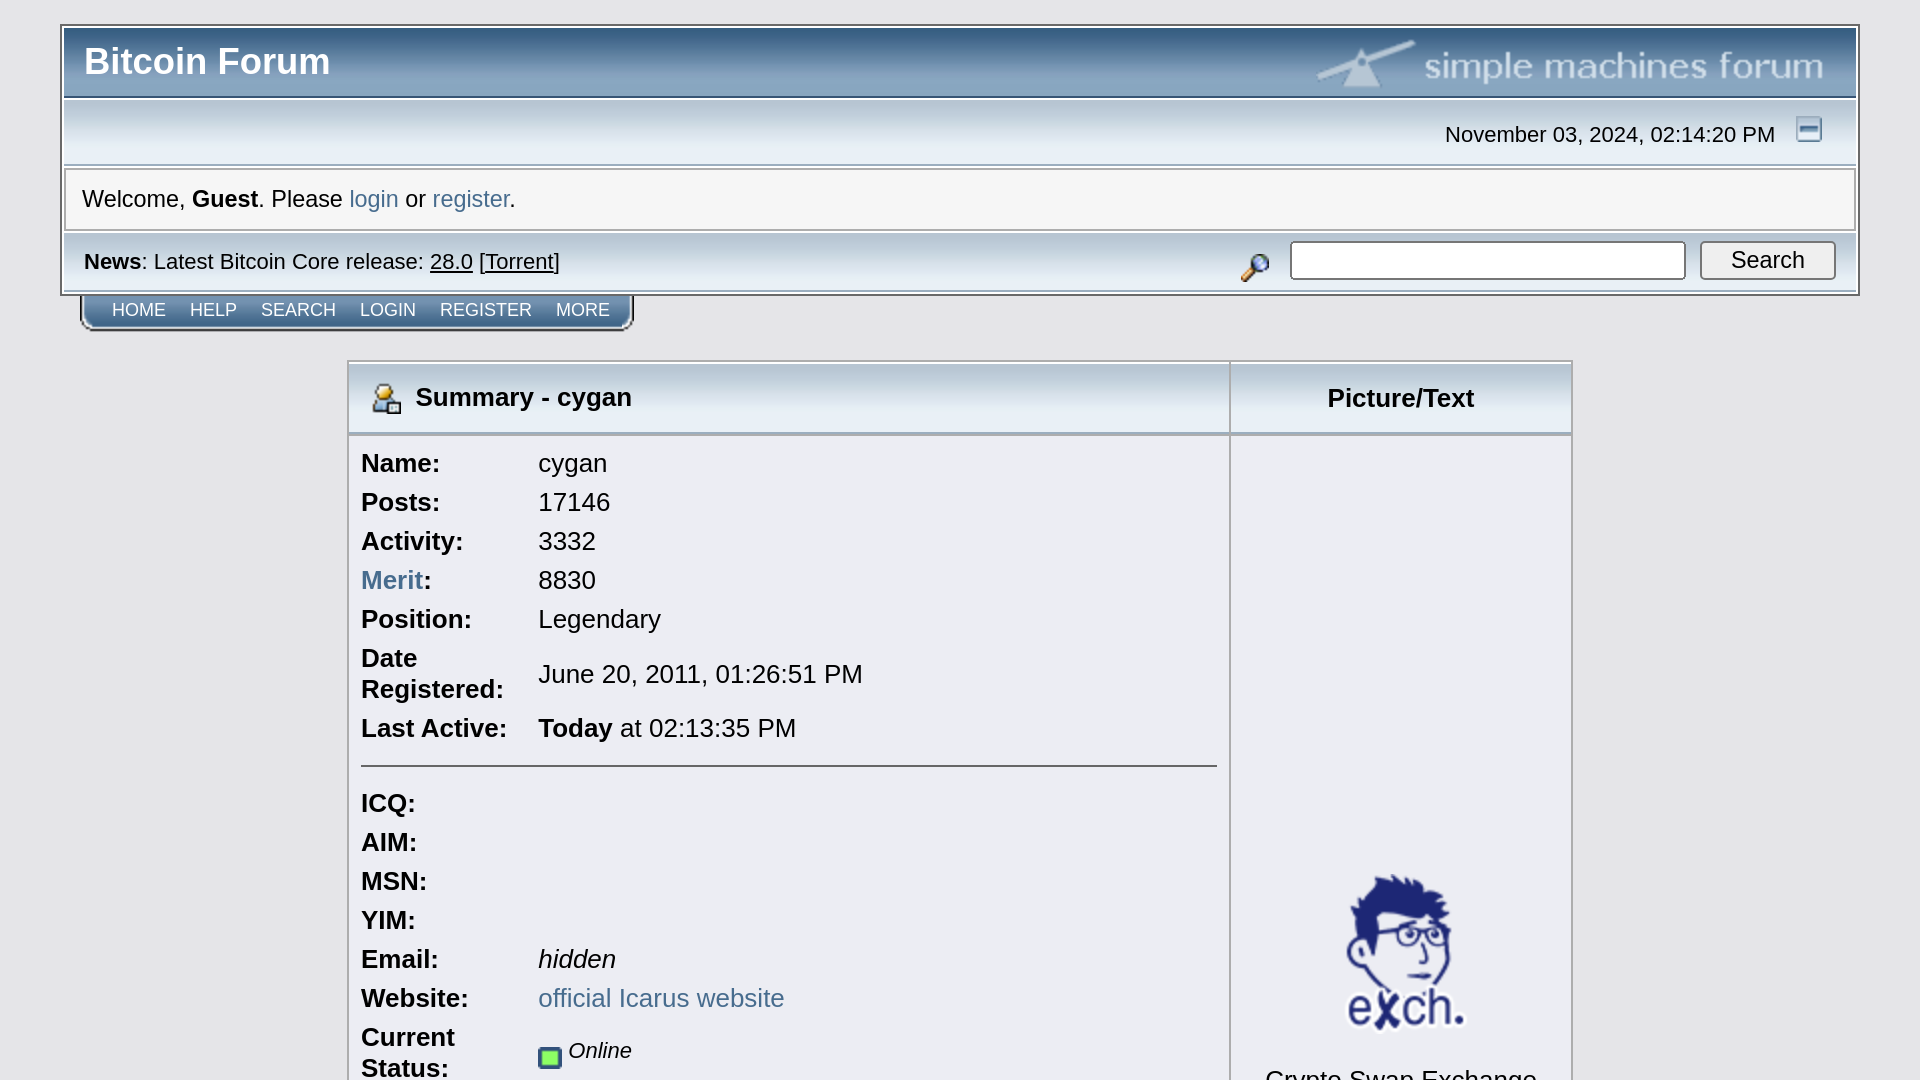 Bitcoin Forum
simple machines forum
November 03, 2024, 02:14:20 PM
Welcome, Guest. Please login or register.
News: Latest Bitcoin Core release: 28.0 [Torrent]
Search
HOME HELP SEARCH LOGIN REGISTER MORE
Summary - cygan
Picture/Text
Name: cygan
Posts: 17146
Activity: 3332
Merit: 8830
Position: Legendary
Date
Registered: June 20, 2011, 01:26:51 PM
Last Active: Today at 02:13:35 PM
ICQ:
AIM:
MSN:
YIM:
Email: hidden
Website: official Icarus website
Current
Status: Online
exch.
Crypto Swap Exchange